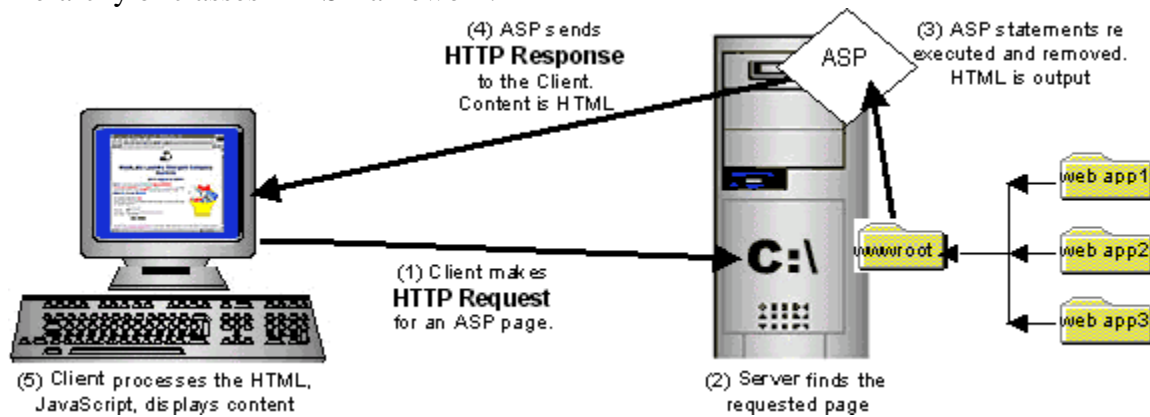 (4) ASP sends
HTTP Response
to the Client.
Content is HTML
ASP
(3) ASP statements re
executed and removed.
HTML is output
web app1
wwwroot
web app2
C:\
(1) Client makes
HTTP Request
for an ASP page.
web app3
(5) Client processes the HTML,
JavaScript, displays content
(2) Server finds the
requested page